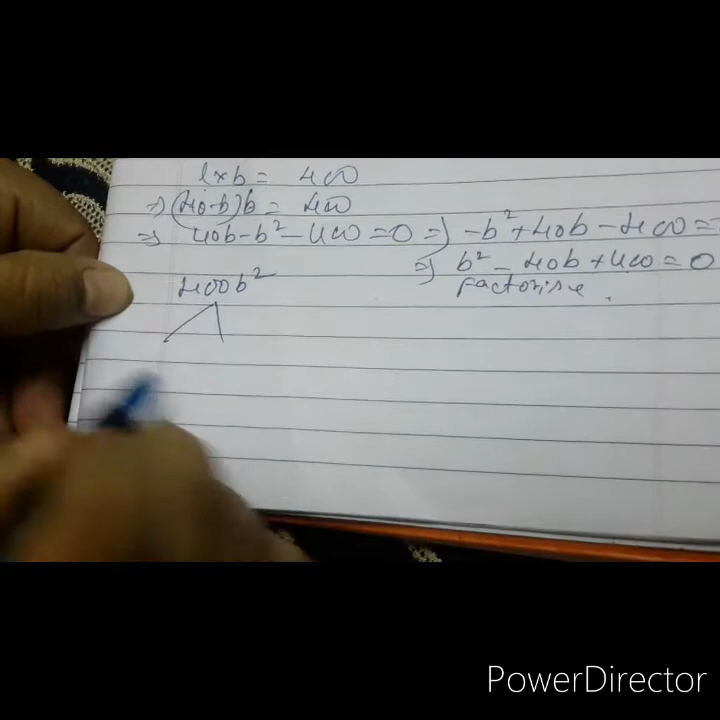 l×b = 400
⇒ (40-b)b = 400
⇒ 40b-b²-400=0 ⇒ -b²+40b-400=
⇒ b²-40b+400=0
factorise.
400b²
PowerDirector